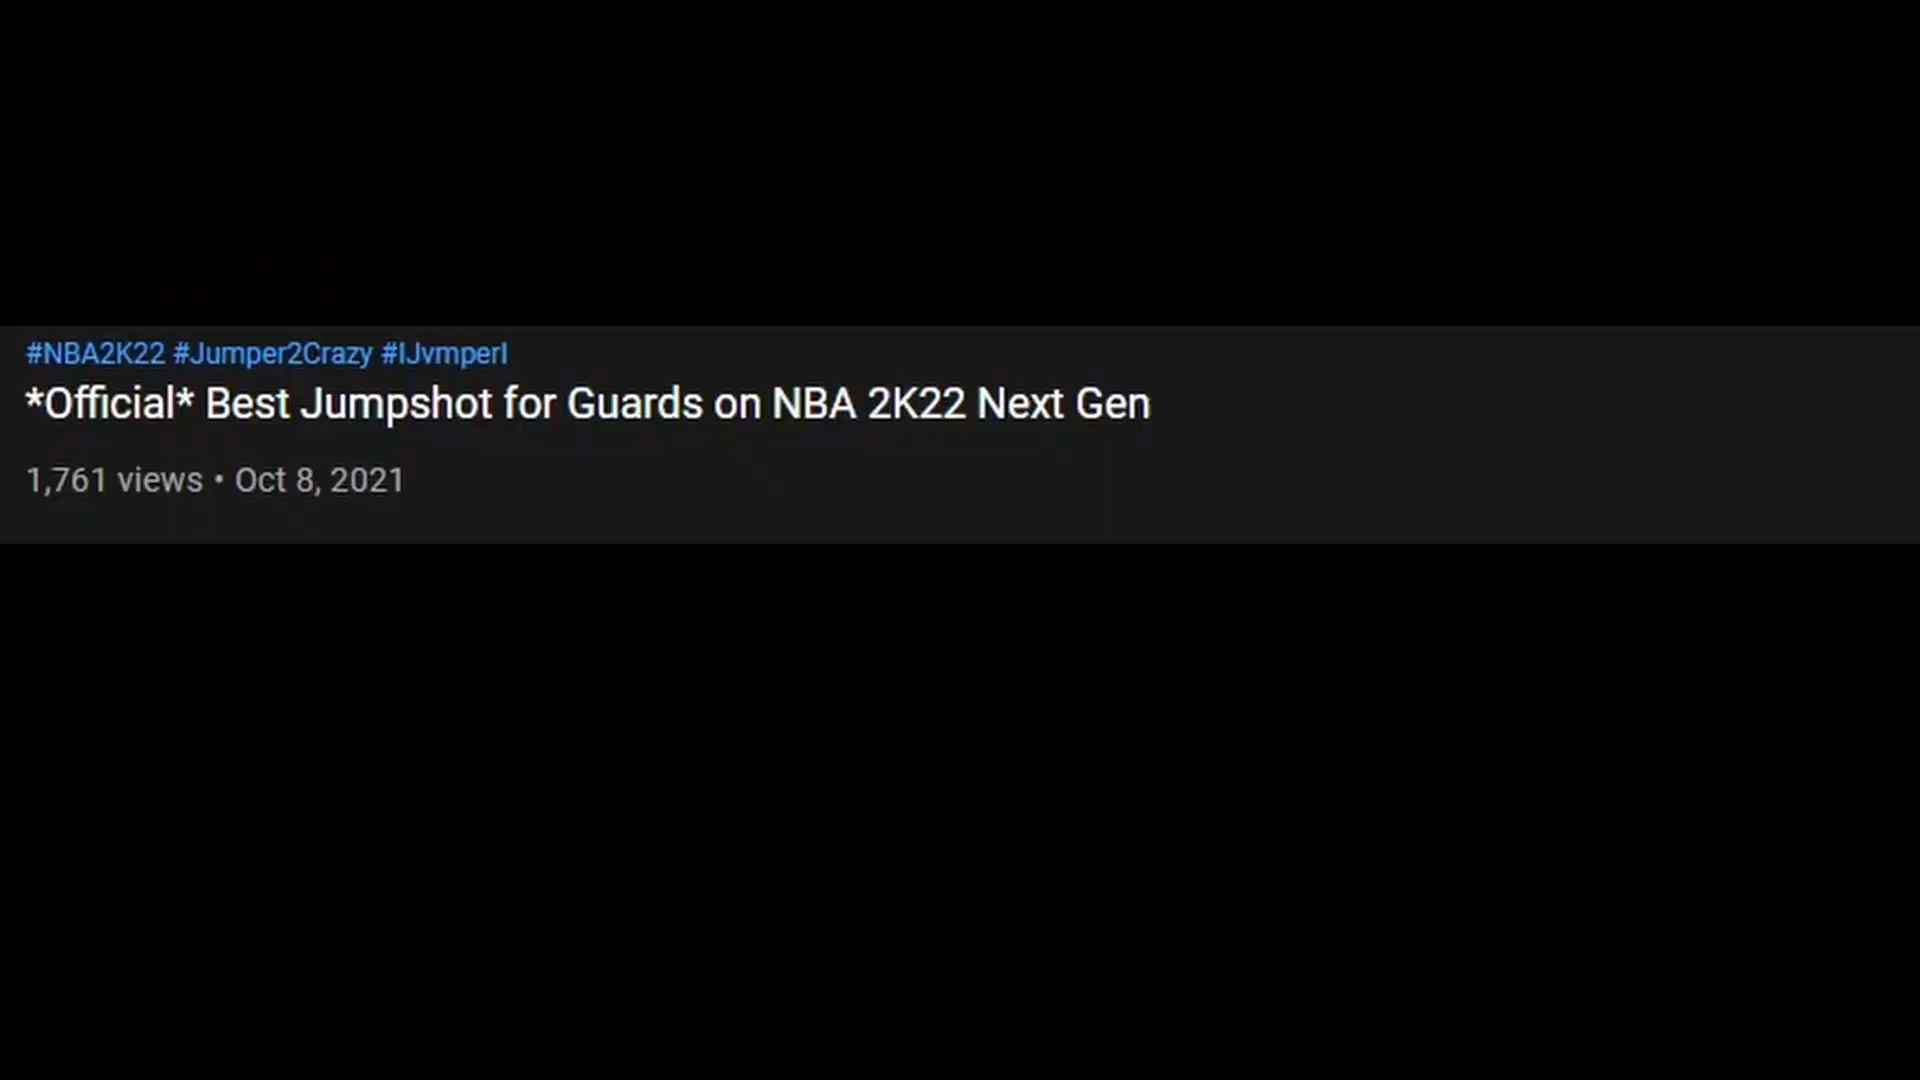 #NBA2K22 #Jumper2Crazy #IJvmperI
*Official* Best Jumpshot for Guards on NBA 2K22 Next Gen
1,761 views • Oct 8, 2021